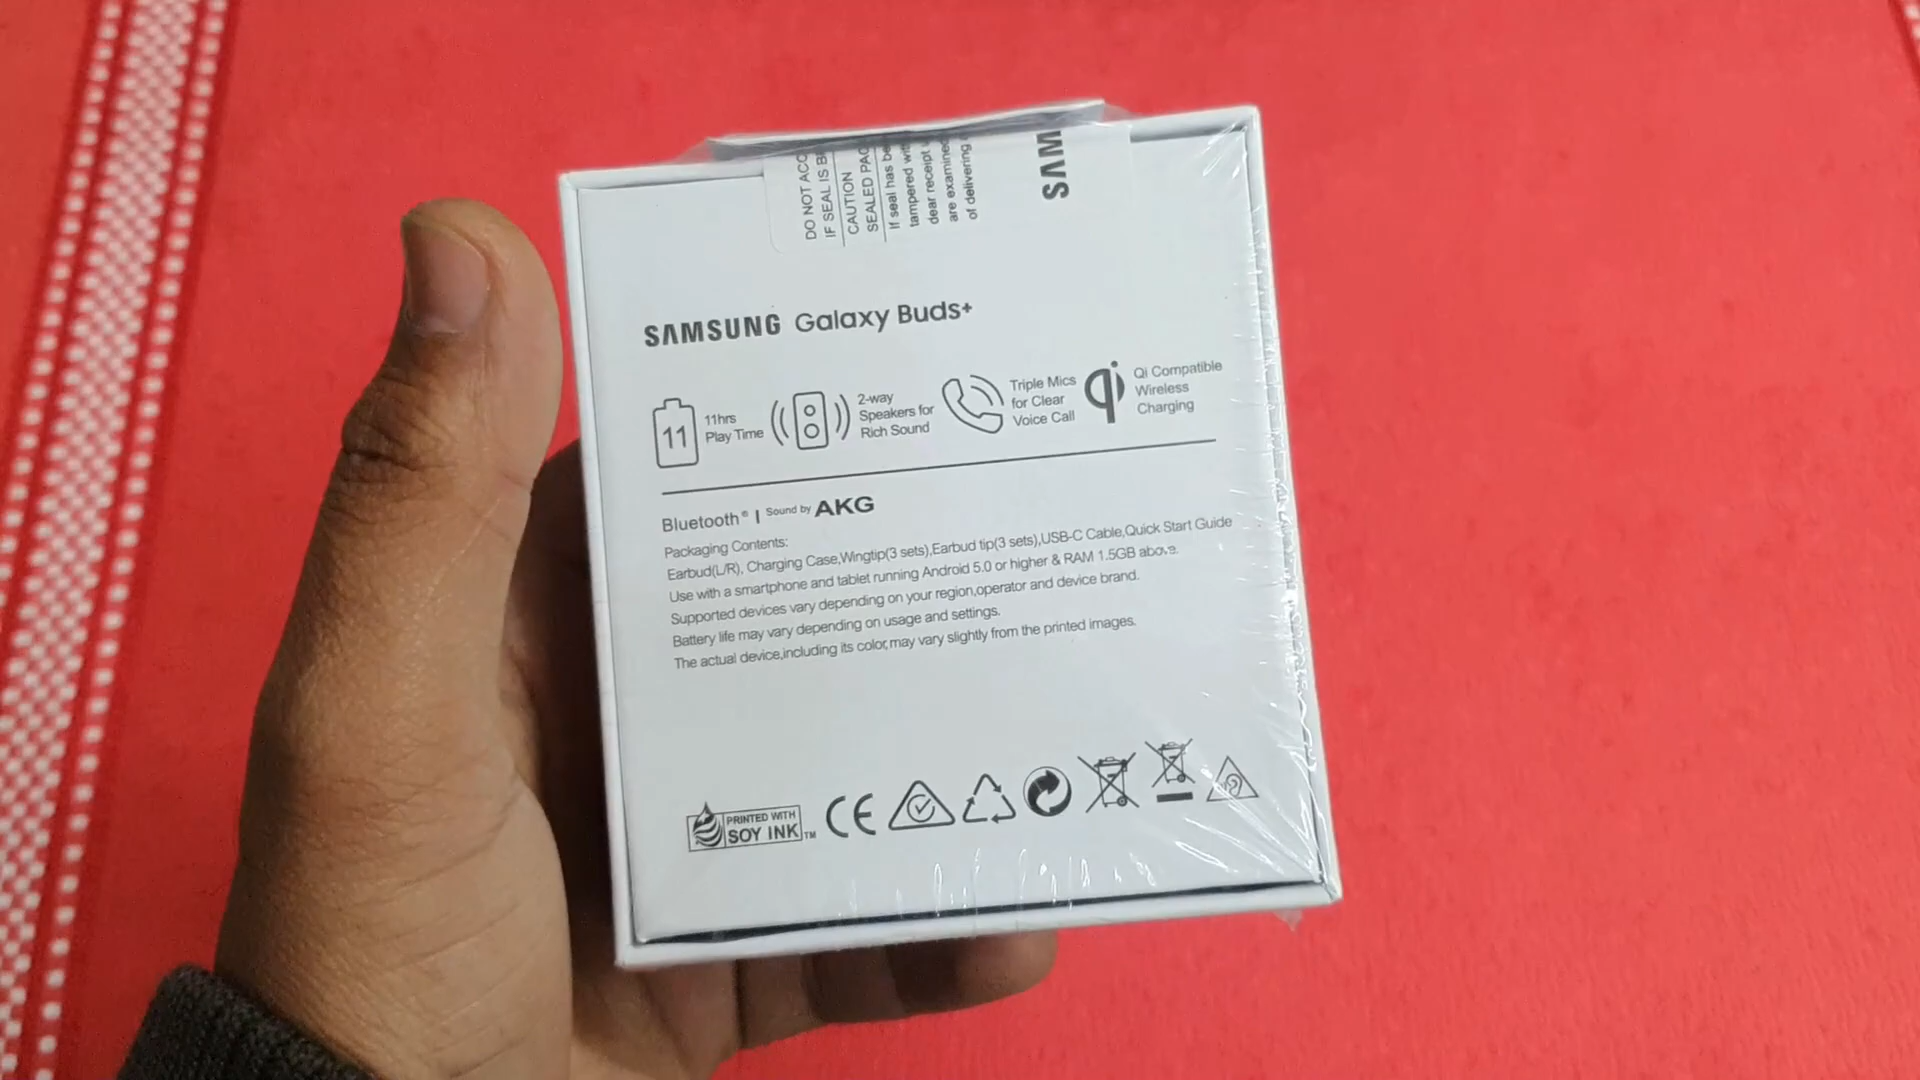 DO NOT ACC
IF SEAL IS B
CAUTION
SEALED PAC
If seal has be
tampered wit
dear receipt
are examined
of delivering
SAM
SAMSUNG Galaxy Buds+
11
11hrs
Play Time
2-way
Speakers for
Rich Sound
Triple Mics
for Clear
Voice Call
qi
Qi Compatible
Wireless
Charging
Bluetooth® | Sound by AKG
Packaging Contents:
Earbud(L/R), Charging Case,Wingtip(3 sets),Earbud tip(3 sets),USB-C Cable,Quick Start Guide
Use with a smartphone and tablet running Android 5.0 or higher & RAM 1.5GB above.
Supported devices vary depending on your region,operator and device brand.
Battery life may vary depending on usage and settings.
The actual device,including its color,may vary slightly from the printed images.
PRINTED WITH
SOY INK™
CE